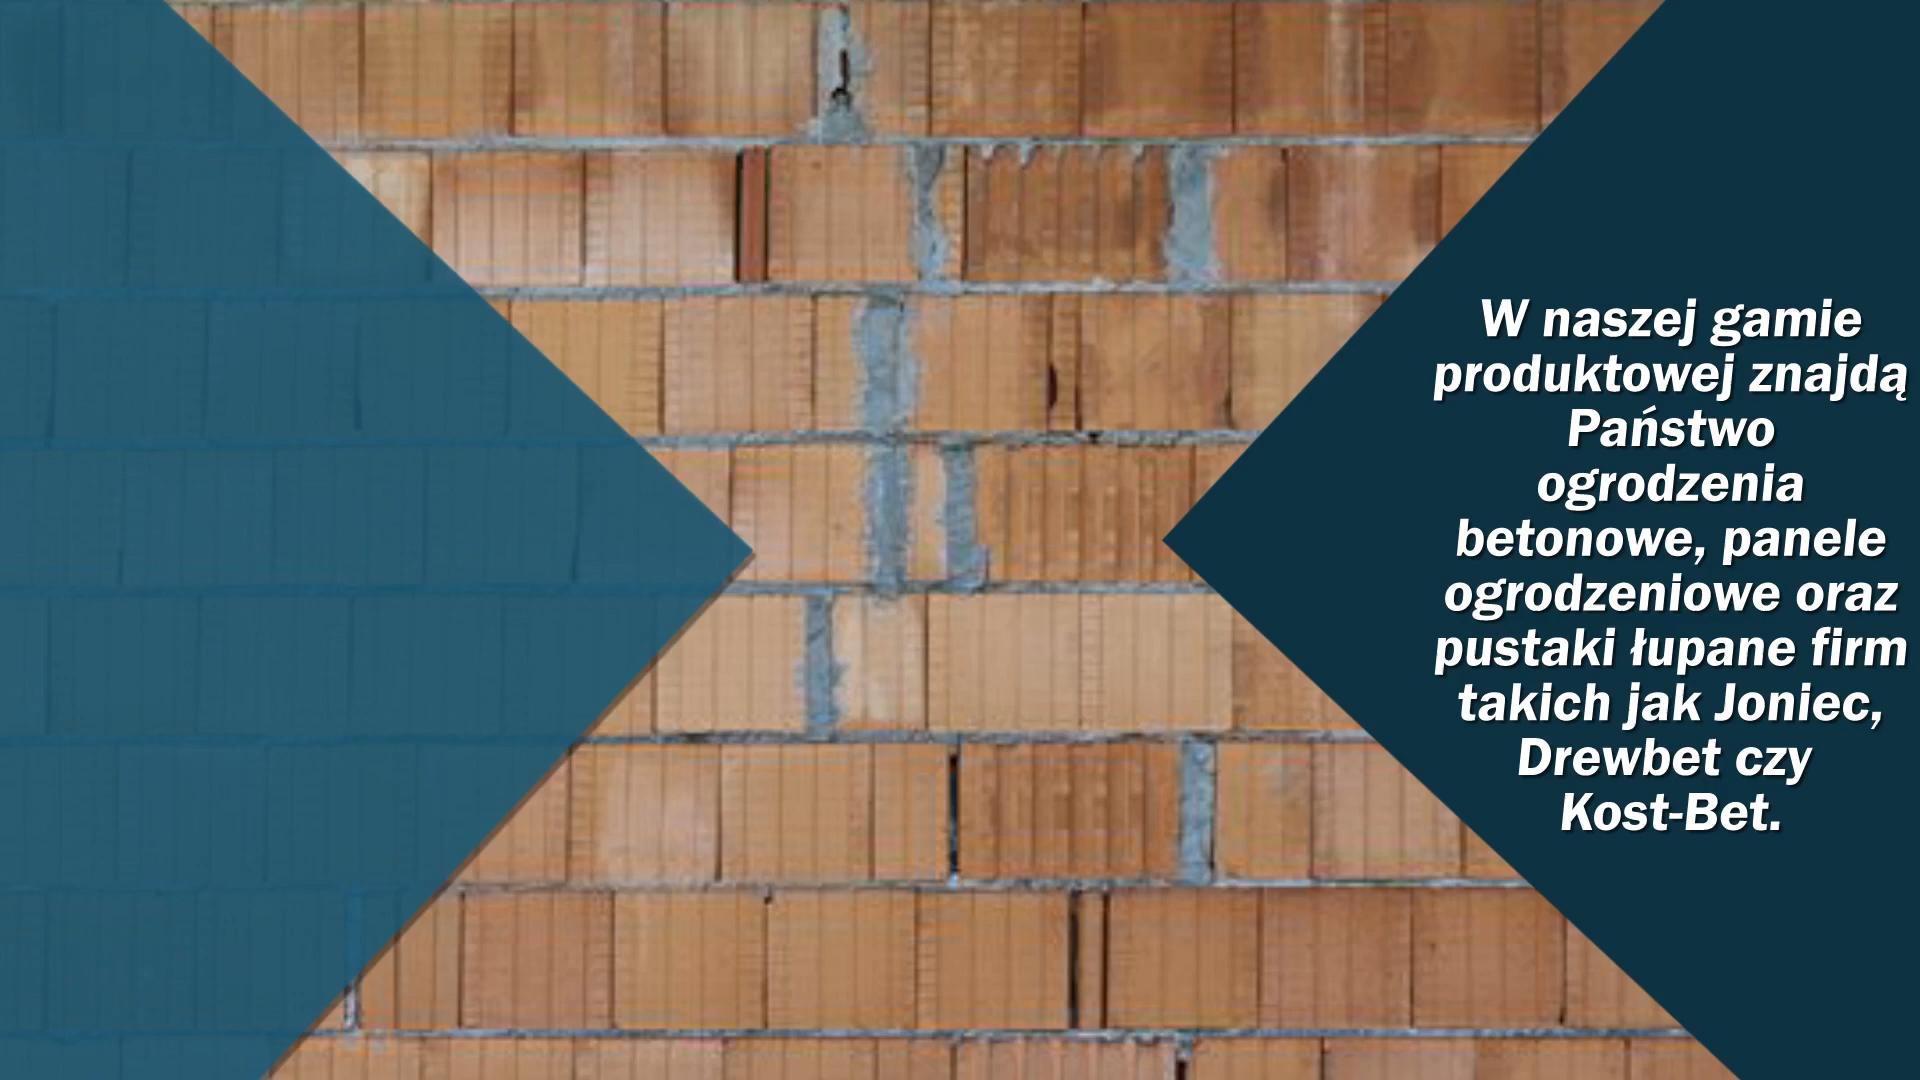 W naszej gamie
produktowej znajdą
Państwo
ogrodzenia
betonowe, panele
ogrodzeniowe oraz
pustaki łupane firm
takich jak Joniec,
Drewbet czy
Kost-Bet.